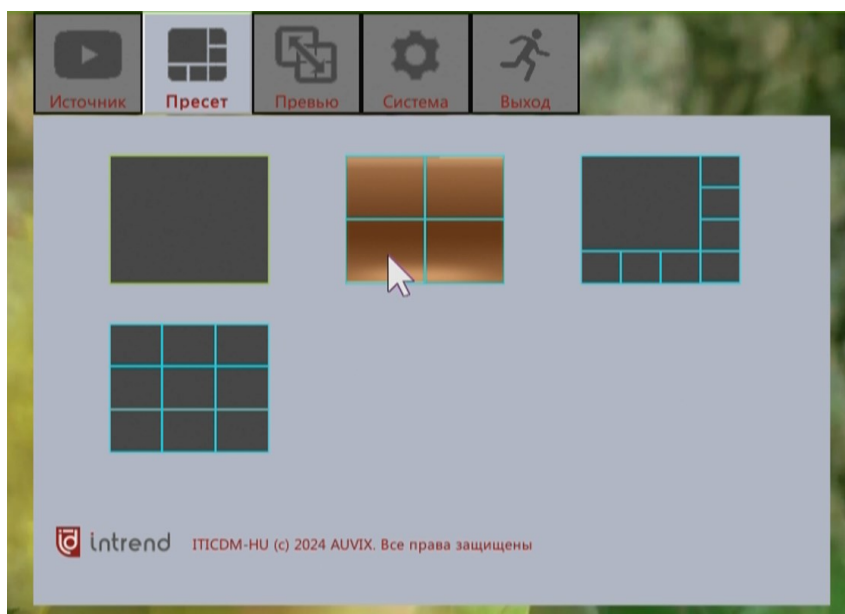 Источник
Пресет
Превью
Система
Выход
intrend
ITICDM-HU (c) 2024 AUVIX. Все права защищены